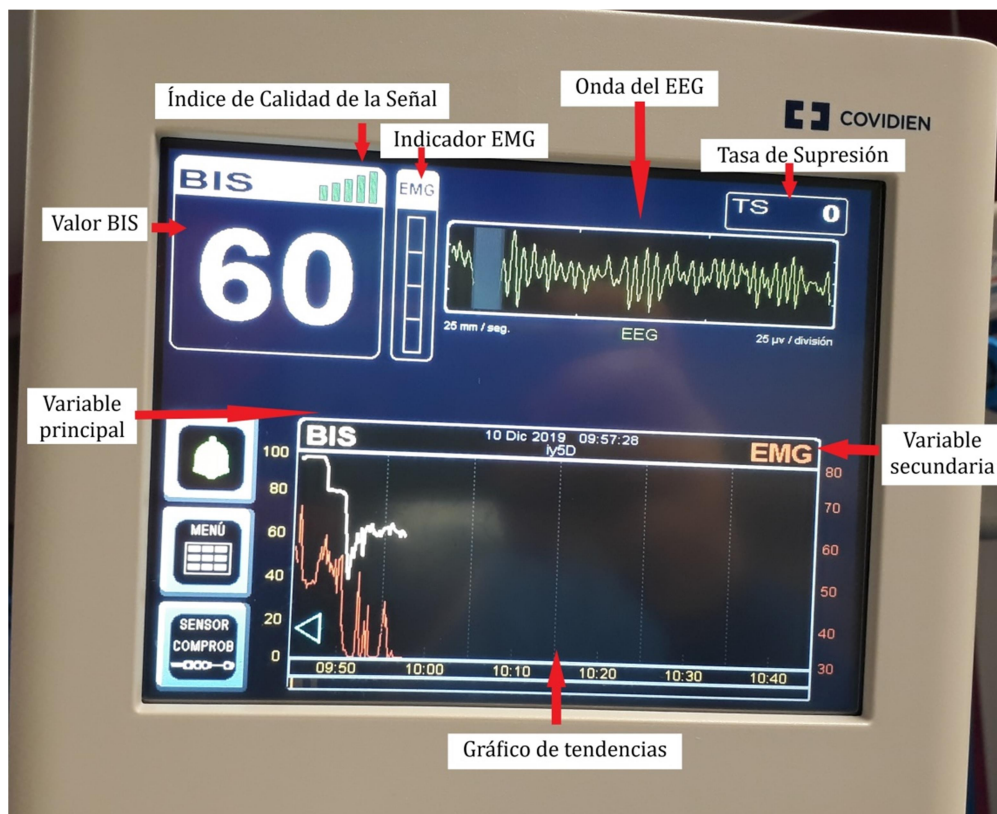 Índice de Calidad de la Señal
Onda del EEG
Indicador EMG
COVIDIEN
Tasa de Supresión
Valor BIS
BIS
EMG
TS 0
60
25 mm / seg.
EEG
25 µv / división
Variable
principal
Variable
secundaria
BIS
10 Dic 2019 09:57:28
iy5D
EMG
100
80
60
40
20
0
80
70
60
50
40
30
MENÚ
SENSOR
COMPROB
09:50 10:00 10:10 10:20 10:30 10:40
Gráfico de tendencias